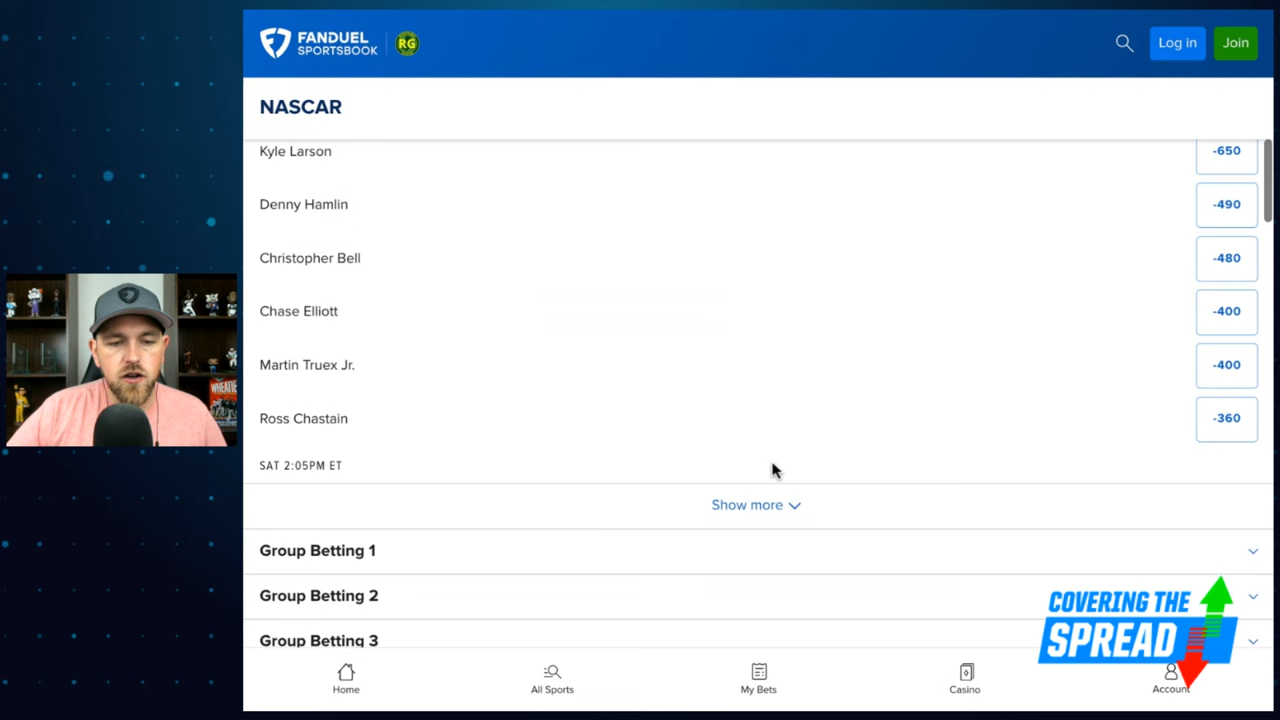 FANDUEL
SPORTSBOOK
RG
Log in
Join
NASCAR
Kyle Larson
-650
Denny Hamlin
-490
Christopher Bell
-480
Chase Elliott
-400
Martin Truex Jr.
-400
Ross Chastain
-360
SAT 2:05PM ET
Show more
Group Betting 1
Group Betting 2
Group Betting 3
COVERING THE
SPREAD
Home
All Sports
My Bets
Casino
Account
WHEATIES